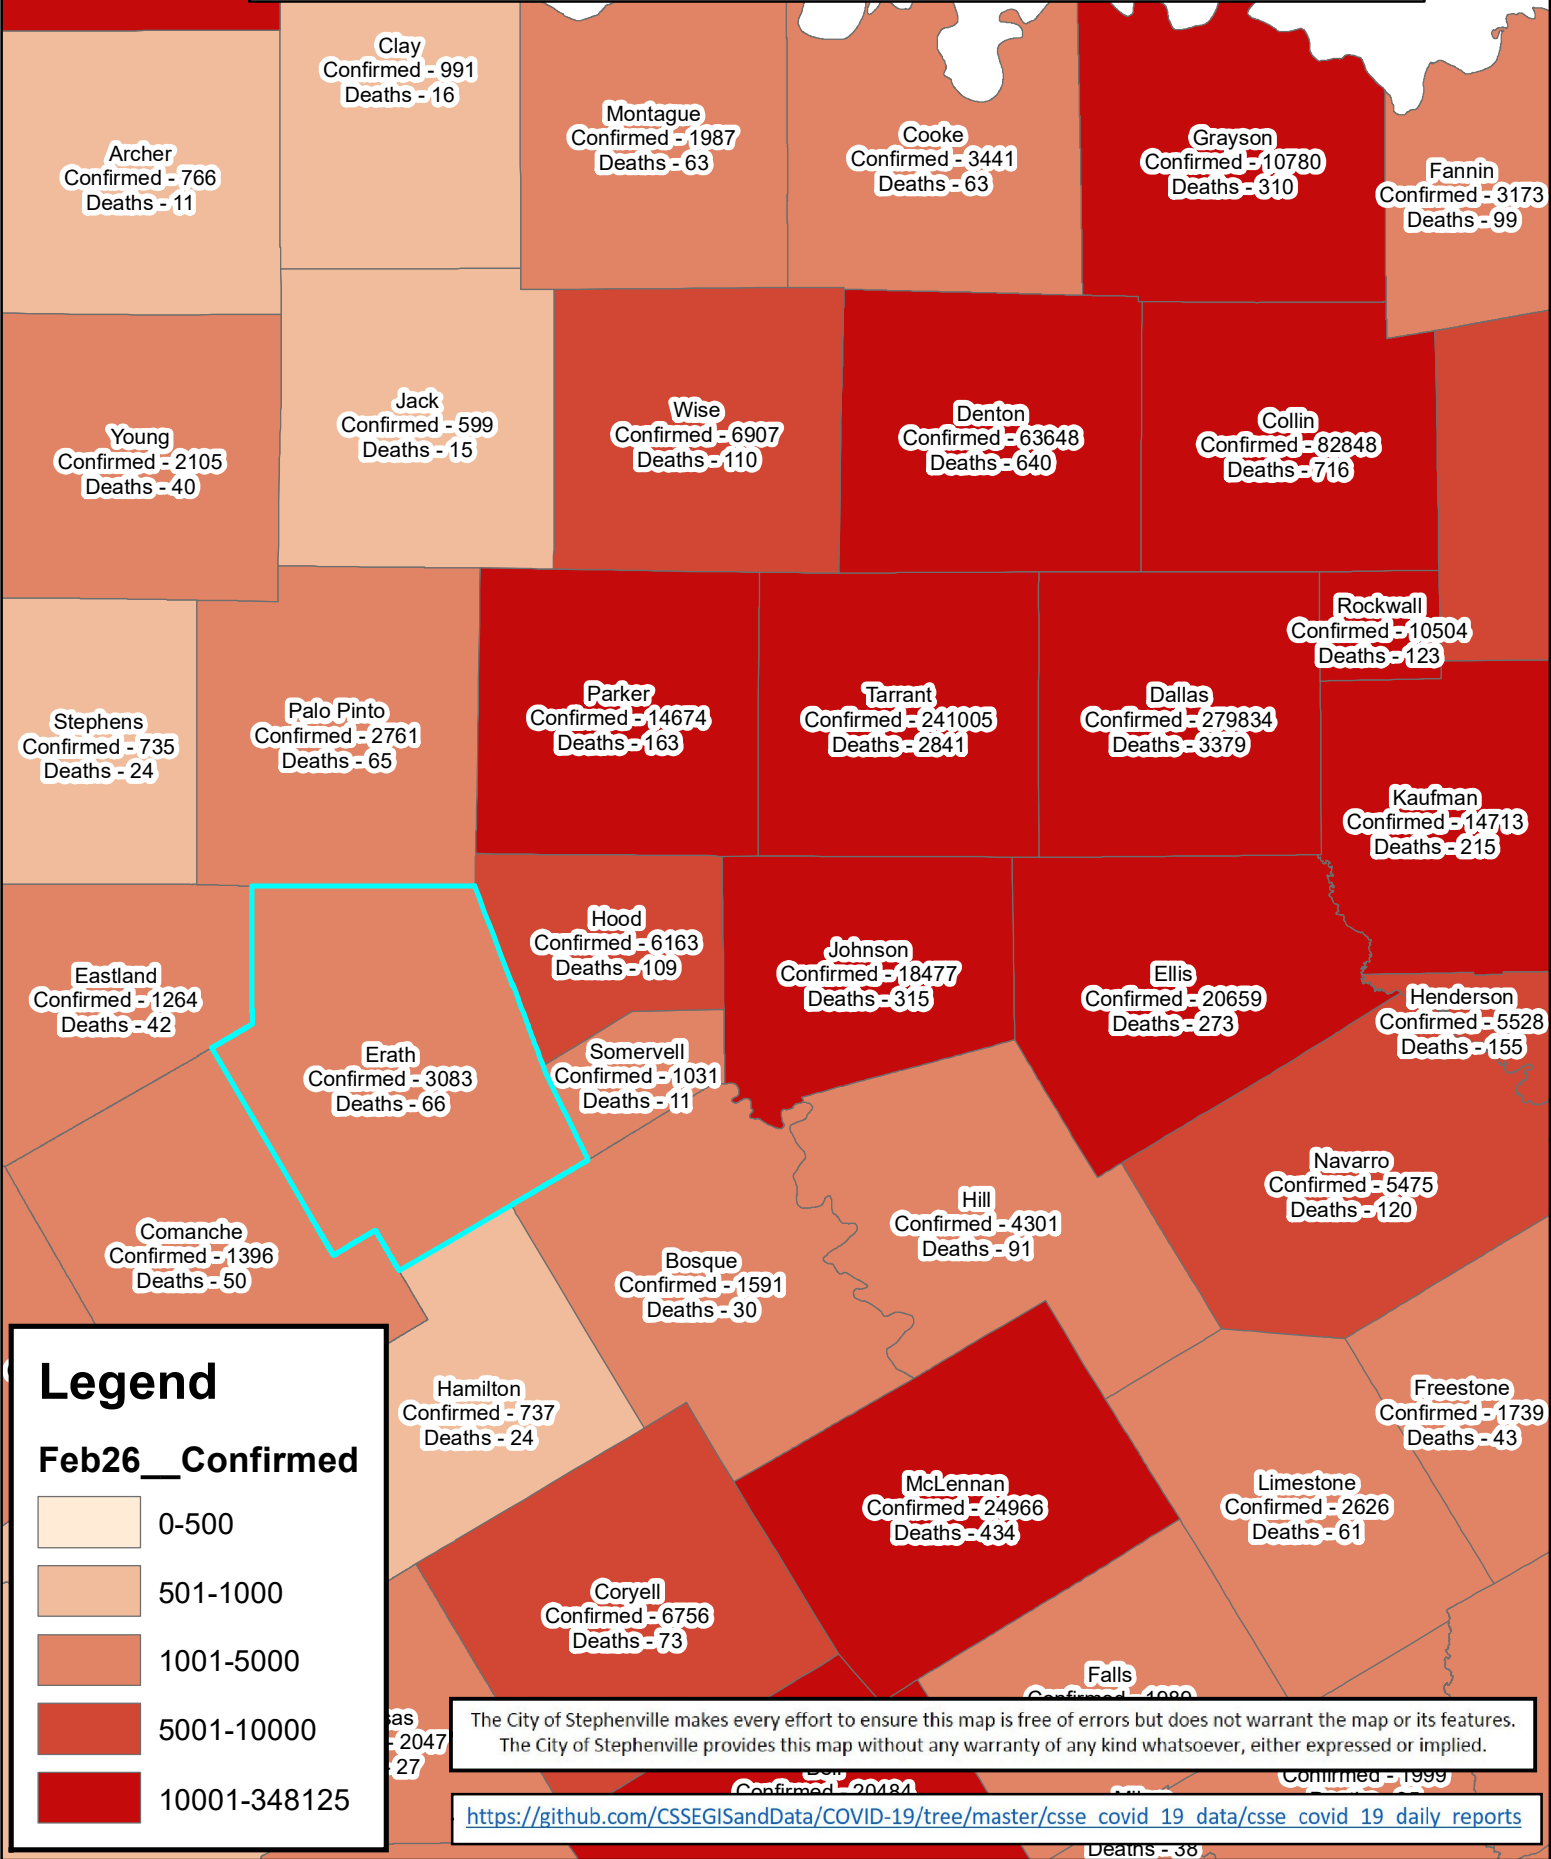 Clay
Confirmed - 991
Deaths - 16
Montague
Confirmed - 1987
Deaths - 63
Cooke
Confirmed - 3441
Deaths - 63
Grayson
Confirmed - 10780
Deaths - 310
Archer
Confirmed - 766
Deaths - 11
Fannin
Confirmed - 3173
Deaths - 99
Young
Confirmed - 2105
Deaths - 40
Jack
Confirmed - 599
Deaths - 15
Wise
Confirmed - 6907
Deaths - 110
Denton
Confirmed - 63648
Deaths - 640
Collin
Confirmed - 82848
Deaths - 716
Rockwall
Confirmed - 10504
Deaths - 123
Stephens
Confirmed - 735
Deaths - 24
Palo Pinto
Confirmed - 2761
Deaths - 65
Parker
Confirmed - 14674
Deaths - 163
Tarrant
Confirmed - 241005
Deaths - 2841
Dallas
Confirmed - 279834
Deaths - 3379
Kaufman
Confirmed - 14713
Deaths - 215
Eastland
Confirmed - 1264
Deaths - 42
Hood
Confirmed - 6163
Deaths - 109
Johnson
Confirmed - 18477
Deaths - 315
Ellis
Confirmed - 20659
Deaths - 273
Henderson
Confirmed - 5528
Deaths - 155
Erath
Confirmed - 3083
Deaths - 66
Somervell
Confirmed - 1031
Deaths - 11
Navarro
Confirmed - 5475
Deaths - 120
Comanche
Confirmed - 1396
Deaths - 50
Bosque
Confirmed - 1591
Deaths - 30
Hill
Confirmed - 4301
Deaths - 91
Hamilton
Confirmed - 737
Deaths - 24
Freestone
Confirmed - 1739
Deaths - 43
McLennan
Confirmed - 24966
Deaths - 434
Limestone
Confirmed - 2626
Deaths - 61
Coryell
Confirmed - 6756
Deaths - 73
Falls
Confirmed - 1989
sas
- 2047
- 27
Bell
Confirmed - 20484
Confirmed - 1999
Deaths - 38
Legend
Feb26__Confirmed
0-500
501-1000
1001-5000
5001-10000
10001-348125
The City of Stephenville makes every effort to ensure this map is free of errors but does not warrant the map or its features.
The City of Stephenville provides this map without any warranty of any kind whatsoever, either expressed or implied.
https://github.com/CSSEGISandData/COVID-19/tree/master/csse_covid_19_data/csse_covid_19_daily_reports